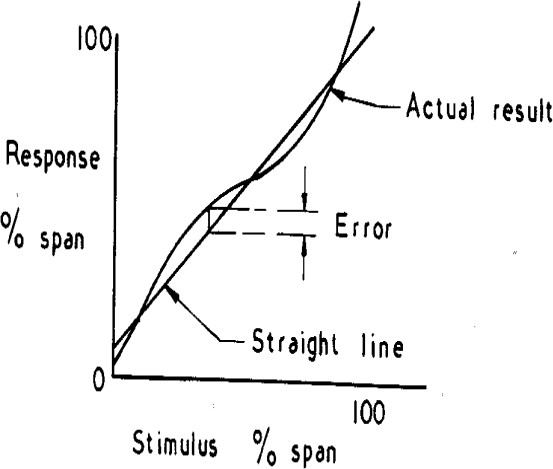 100
Actual result
Response
% span
Error
Straight line
0
100
Stimulus % span